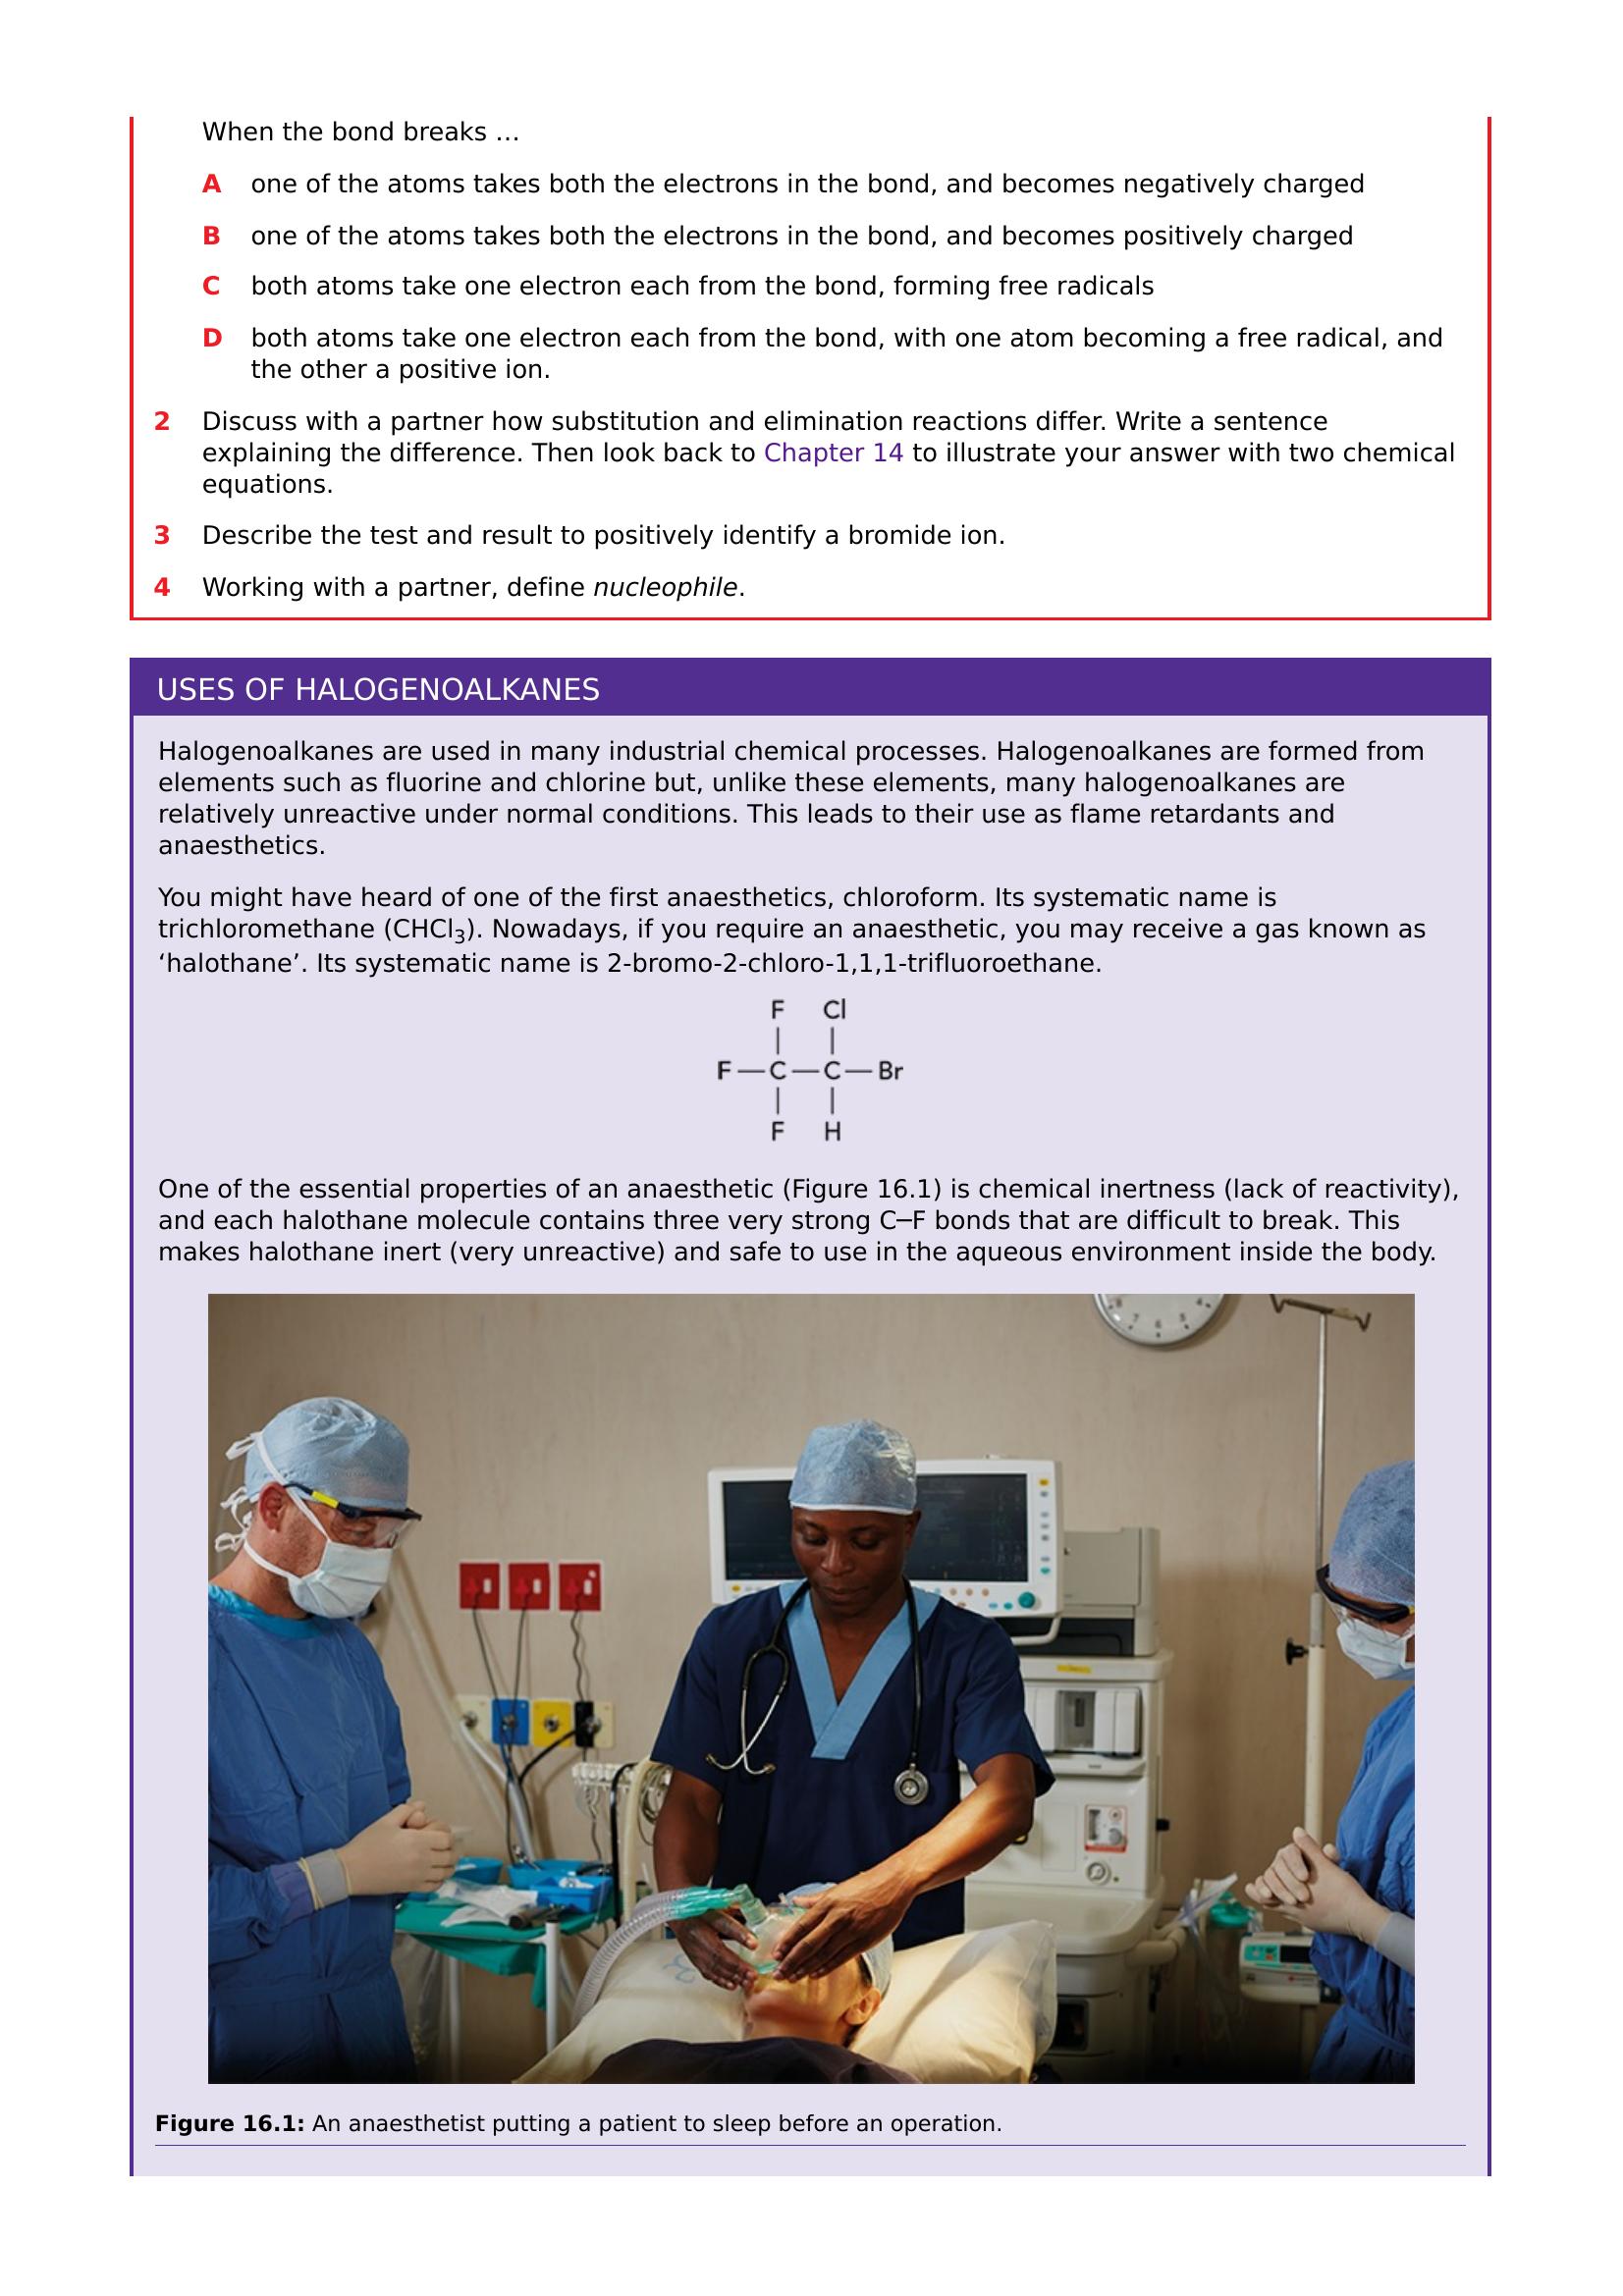 When the bond breaks …
A one of the atoms takes both the electrons in the bond, and becomes negatively charged
B one of the atoms takes both the electrons in the bond, and becomes positively charged
C both atoms take one electron each from the bond, forming free radicals
D both atoms take one electron each from the bond, with one atom becoming a free radical, and
the other a positive ion.
2 Discuss with a partner how substitution and elimination reactions differ. Write a sentence
explaining the difference. Then look back to Chapter 14 to illustrate your answer with two chemical
equations.
3 Describe the test and result to positively identify a bromide ion.
4 Working with a partner, define nucleophile.
USES OF HALOGENOALKANES
Halogenoalkanes are used in many industrial chemical processes. Halogenoalkanes are formed from
elements such as fluorine and chlorine but, unlike these elements, many halogenoalkanes are
relatively unreactive under normal conditions. This leads to their use as flame retardants and
anaesthetics.
You might have heard of one of the first anaesthetics, chloroform. Its systematic name is
trichloromethane (CHCl₃). Nowadays, if you require an anaesthetic, you may receive a gas known as
‘halothane’. Its systematic name is 2-bromo-2-chloro-1,1,1-trifluoroethane.
F Cl
F—C—C—Br
F H
One of the essential properties of an anaesthetic (Figure 16.1) is chemical inertness (lack of reactivity),
and each halothane molecule contains three very strong C─F bonds that are difficult to break. This
makes halothane inert (very unreactive) and safe to use in the aqueous environment inside the body.
8 7 6 5 4
Figure 16.1: An anaesthetist putting a patient to sleep before an operation.